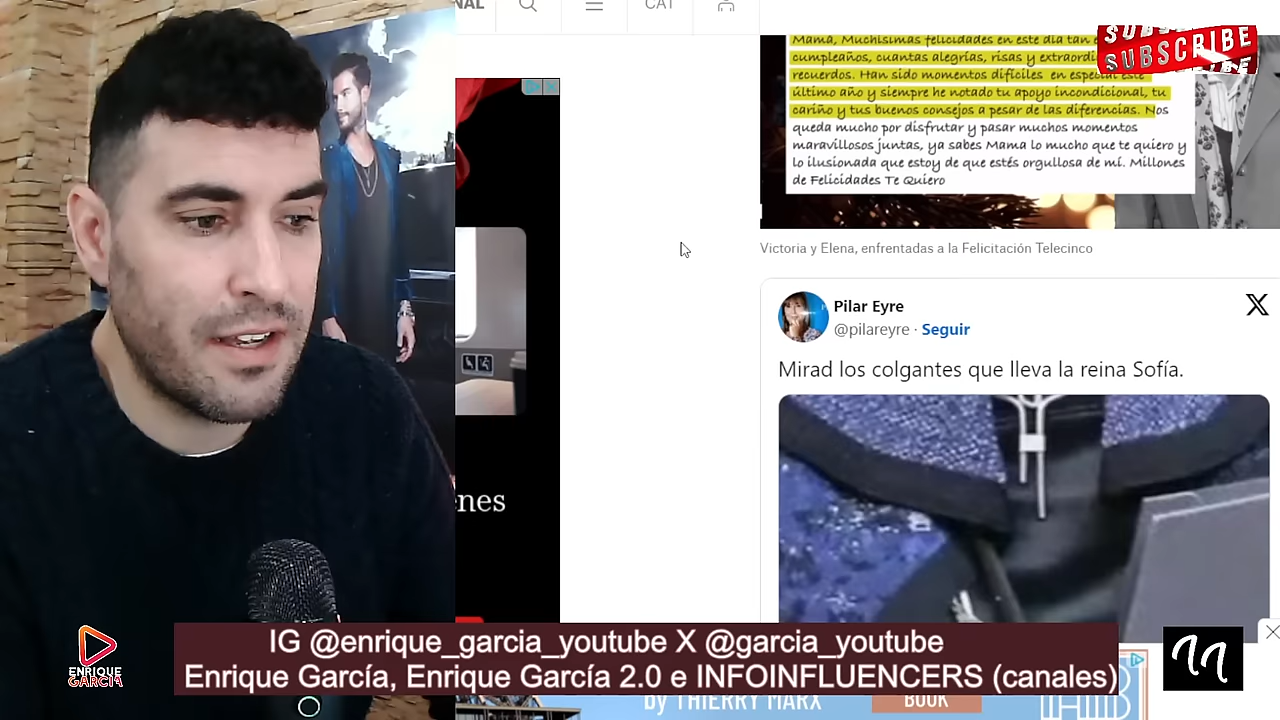 NAL
CAT
SUBSCRIBE
Mamá, Muchísimas felicidades en este día tan e
cumpleaños, cuantas alegrías, risas y extraordi
recuerdos. Han sido momentos difíciles en especial este
último año y siempre he notado tu apoyo incondicional, tu
cariño y tus buenos consejos a pesar de las diferencias. Nos
queda mucho por disfrutar y pasar muchos momentos
maravillosos juntas, ya sabes Mama lo mucho que te quiero y
lo ilusionada que estoy de que estés orgullosa de mí. Millones
de Felicidades Te Quiero
Victoria y Elena, enfrentadas a la Felicitación Telecinco
Pilar Eyre
@pilareyre · Seguir
Mirad los colgantes que lleva la reina Sofía.
enes
IG @enrique_garcia_youtube X @garcia_youtube
Enrique García, Enrique García 2.0 e INFOINFLUENCERS (canales)
ENRIQUE
GARCÍA
by THIERRY MARX
BOOK